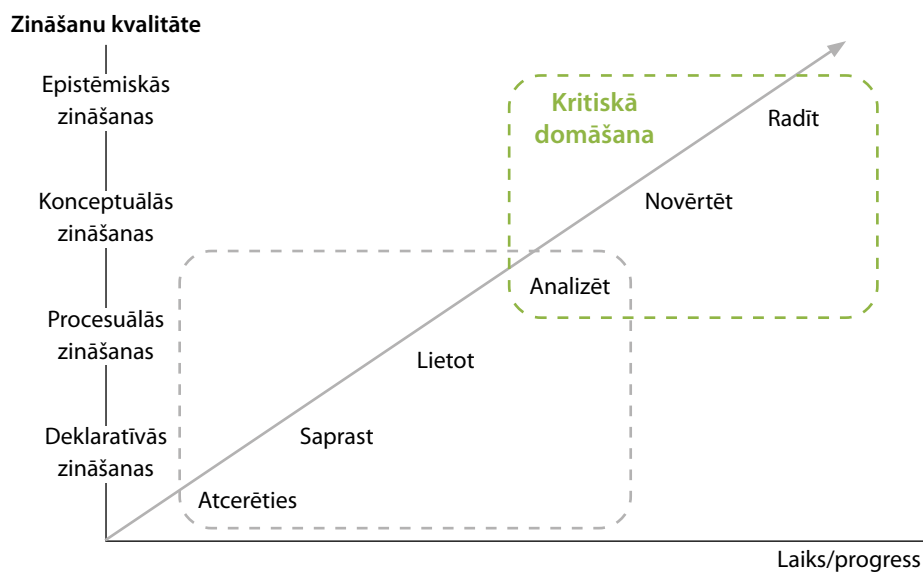 Zināšanu kvalitāte
Epistēmiskās
zināšanas
Kritiskā
domāšana
Radīt
Konceptuālās
zināšanas
Novērtēt
Analizēt
Procesuālās
zināšanas
Lietot
Deklaratīvās
zināšanas
Saprast
Atcerēties
Laiks/progress